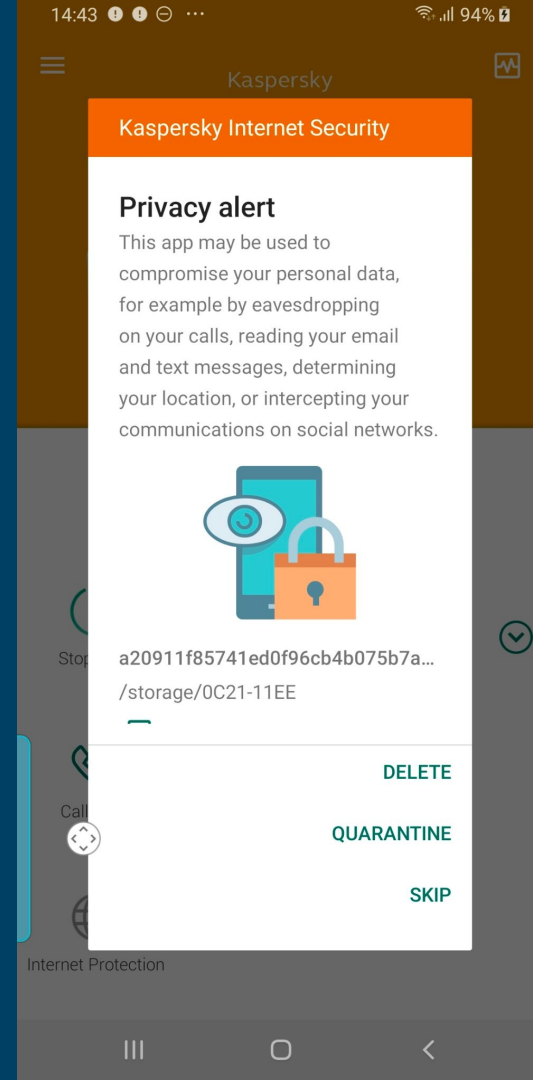 14:43
94%
Kaspersky
Kaspersky Internet Security
Privacy alert
This app may be used to
compromise your personal data,
for example by eavesdropping
on your calls, reading your email
and text messages, determining
your location, or intercepting your
communications on social networks.
Stop
a20911f85741ed0f96cb4b075b7a...
/storage/0C21-11EE
DELETE
Call
QUARANTINE
SKIP
Internet Protection